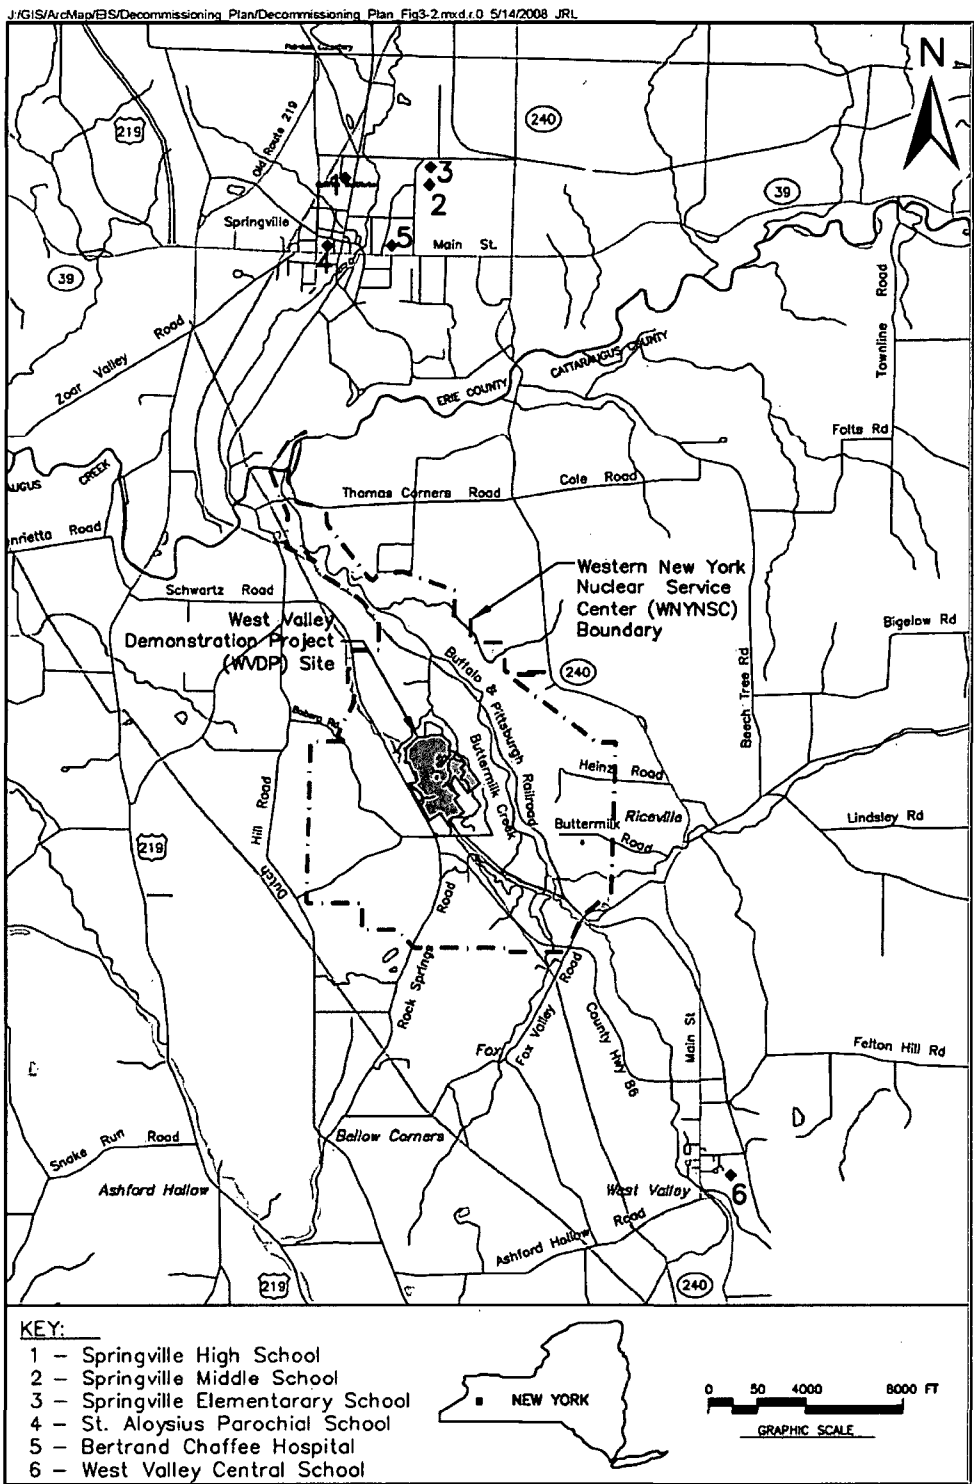 J:/GIS/ArcMap/EIS/Decommissioning_Plan/Decommissioning_Plan_Fig3-2.mxd.r.0 5/14/2008 JRL
N
219
Old Route 219
240
3
1
2
39
Springville
5
Main St.
4
39
Townline Road
Zoar Valley Road
CATTARAUGUS COUNTY
ERIE COUNTY
Folts Rd
AUGUS CREEK
Thomas Corners Road
Cole Road
nrietta Road
Western New York
Nuclear Service
Center (WNYNSC)
Boundary
Schwartz Road
West Valley
Demonstration Project
(WVDP) Site
Bigelow Rd
240
Beech Tree Rd
Buffalo & Pittsburgh Railroad
Buttermilk Creek
Heinz Road
Hill Road
Buttermilk Road
Riceville
Lindsley Rd
219
Dutch
Rock Springs Road
Fox Valley Road
Fox
County Hwy 86
Main St
Felton Hill Rd
Snake Run Road
Bellow Corners
Ashford Hollow
West Valley
6
Ashford Hollow Road
219
240
KEY:
1 – Springville High School
2 – Springville Middle School
3 – Springville Elementarary School
4 – St. Aloysius Parochial School
5 – Bertrand Chaffee Hospital
6 – West Valley Central School
NEW YORK
0 50 4000 8000 FT
GRAPHIC SCALE